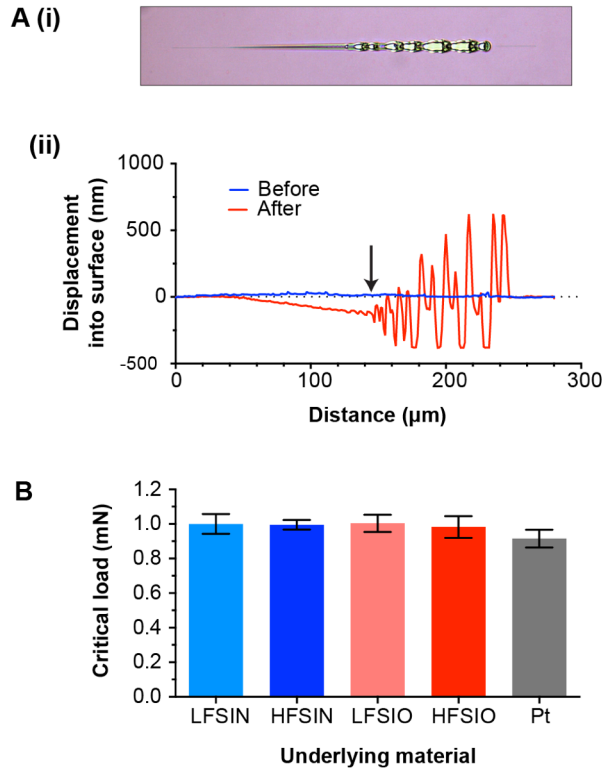 A (i)
(ii)
1000
500
0
-500
Displacement
into surface (nm)
Before
After
0
100
200
300
Distance (µm)
B
1.2
1.0
0.8
0.6
0.4
0.2
0.0
Critical load (mN)
LFSIN
HFSIN
LFSIO
HFSIO
Pt
Underlying material